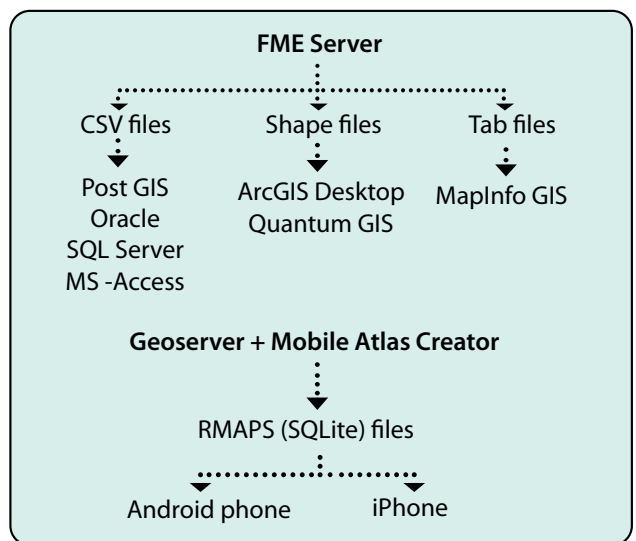 FME Server
CSV files
Shape files
Tab files
Post GIS
Oracle
SQL Server
MS -Access
ArcGIS Desktop
Quantum GIS
MapInfo GIS
Geoserver + Mobile Atlas Creator
RMAPS (SQLite) files
Android phone
iPhone